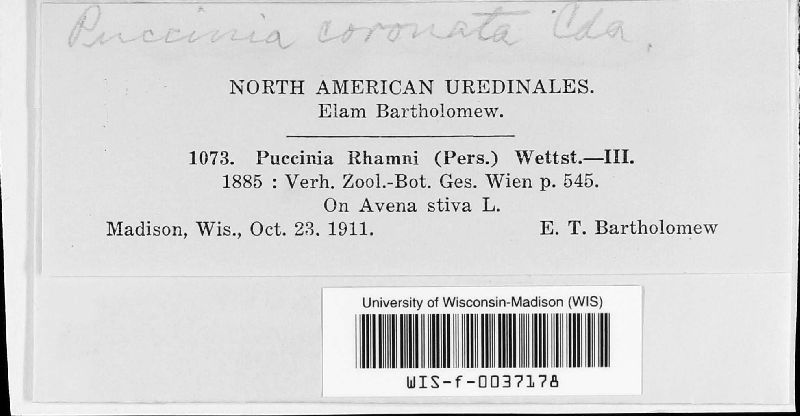 Puccinia coronata Cda.
NORTH AMERICAN UREDINALES.
Elam Bartholomew.
1073. Puccinia Rhamni (Pers.) Wettst.—III.
1885 : Verh. Zool.-Bot. Ges. Wien p. 545.
On Avena stiva L.
Madison, Wis., Oct. 23. 1911. E. T. Bartholomew
University of Wisconsin-Madison (WIS)
WIS-f-0037178